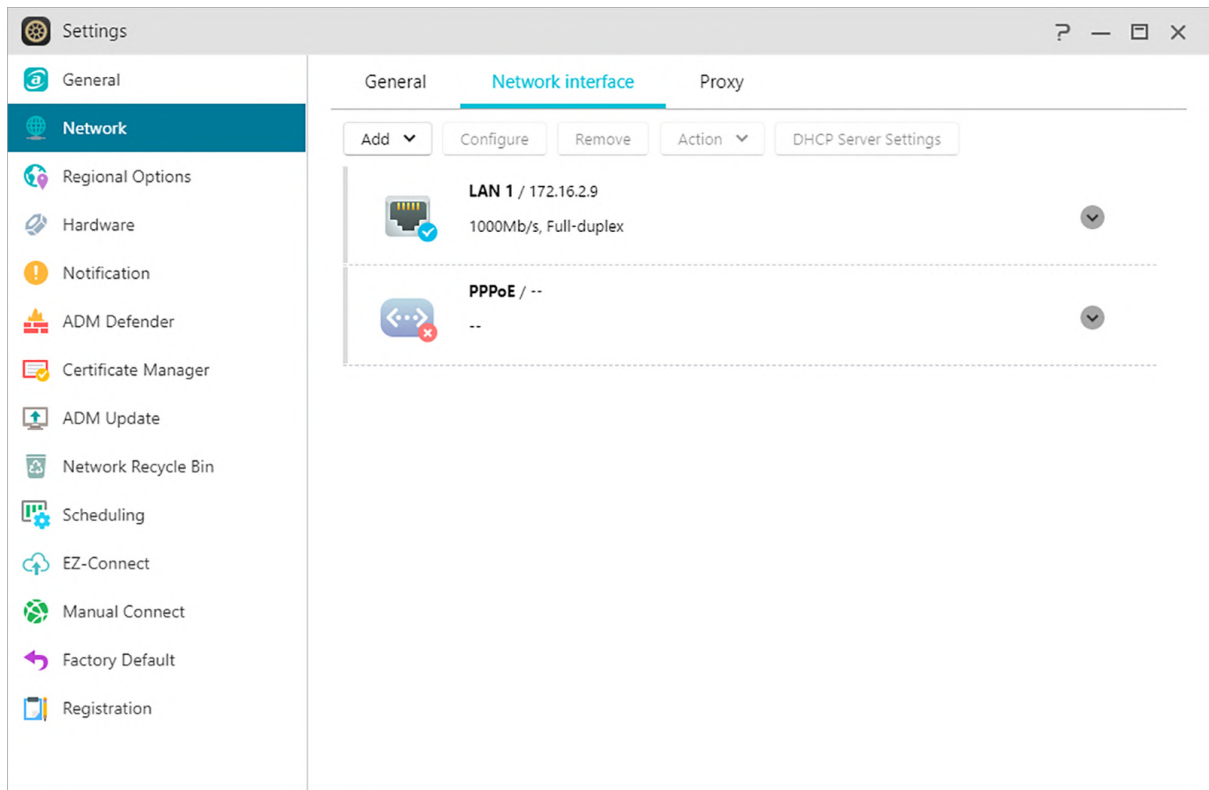 Settings
General
Network
Regional Options
Hardware
Notification
ADM Defender
Certificate Manager
ADM Update
Network Recycle Bin
Scheduling
EZ-Connect
Manual Connect
Factory Default
Registration
General Network interface Proxy
Add Configure Remove Action DHCP Server Settings
LAN 1 / 172.16.2.9
1000Mb/s, Full-duplex
PPPoE / --
--